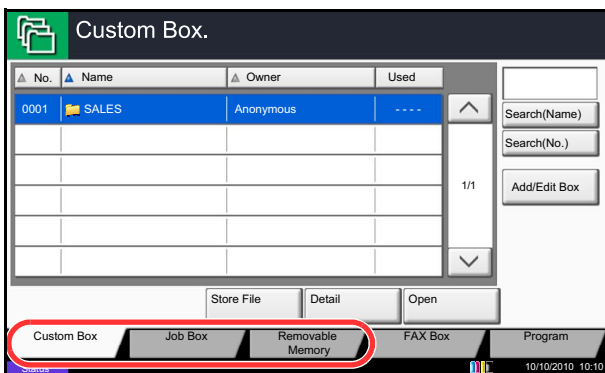 Custom Box.
No. Name Owner Used
0001 SALES Anonymous ----
Search(Name)
Search(No.)
1/1
Add/Edit Box
Store File Detail Open
Custom Box Job Box Removable Memory FAX Box Program
Status 10/10/2010 10:10